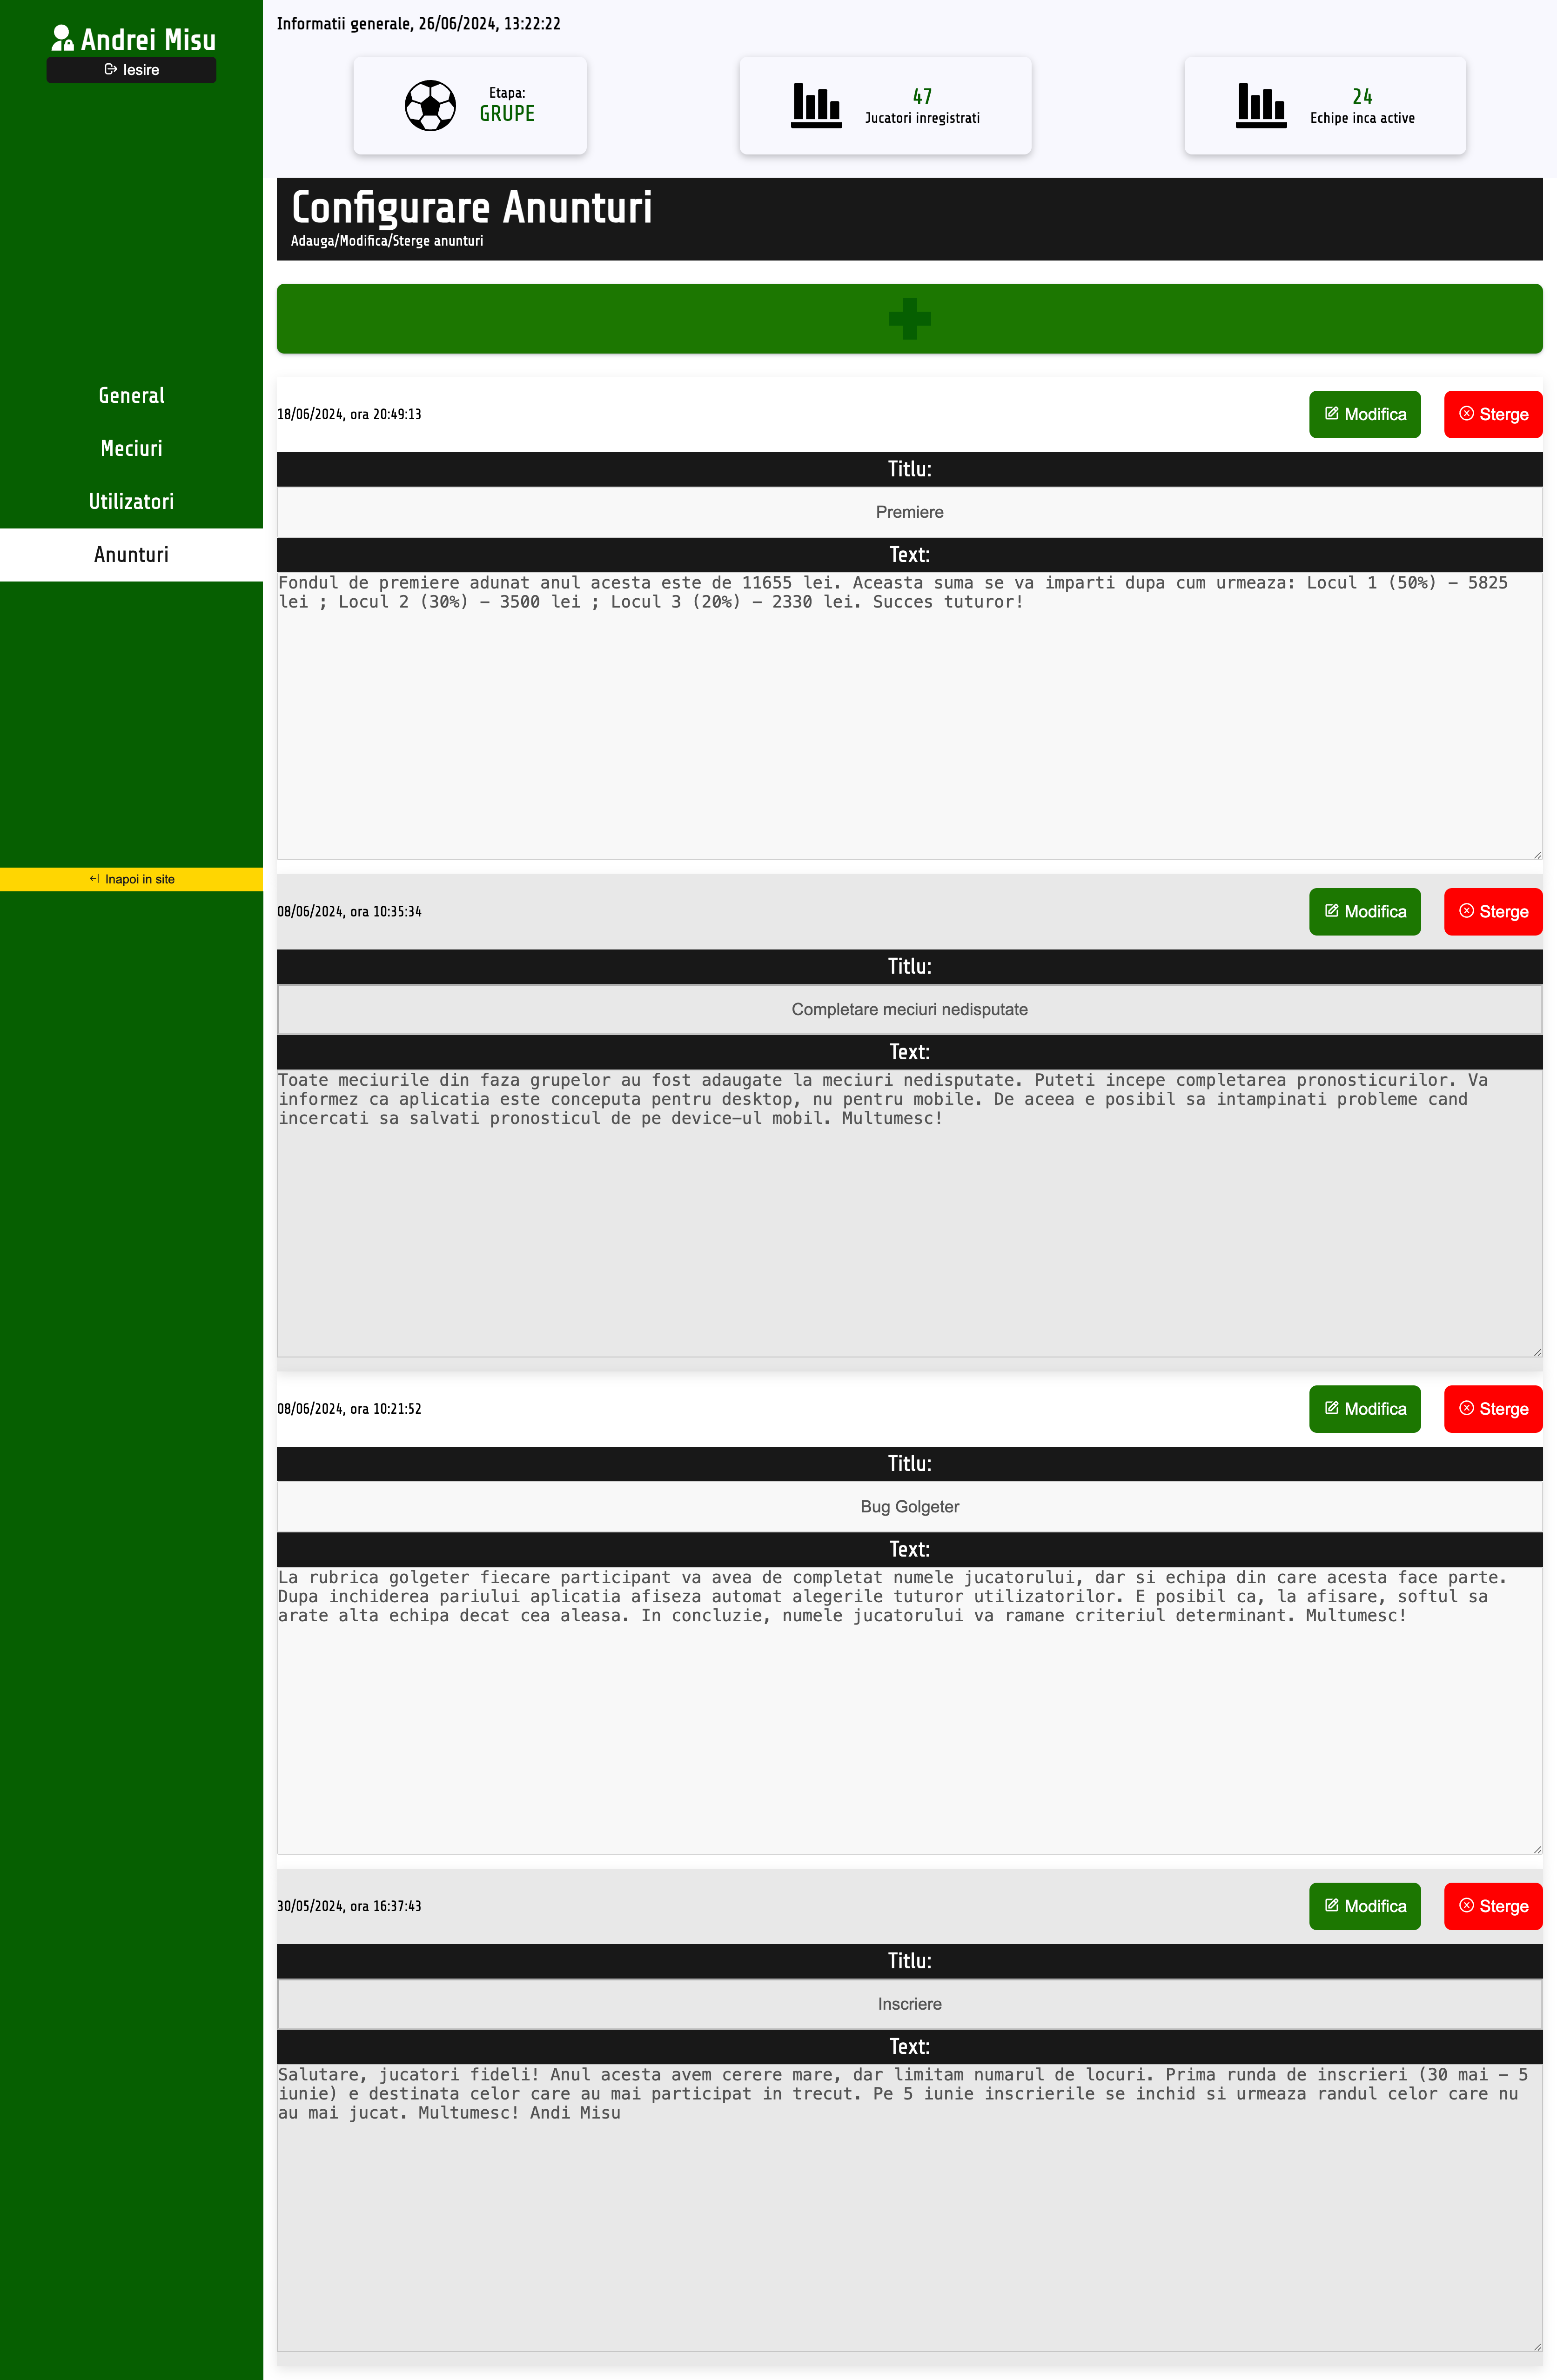 Andrei Misu
Iesire
General
Meciuri
Utilizatori
Anunturi
Inapoi in site
Informatii generale, 26/06/2024, 13:22:22
Etapa:
GRUPE
47
Jucatori inregistrati
24
Echipe inca active
Configurare Anunturi
Adauga/Modifica/Sterge anunturi
18/06/2024, ora 20:49:13
Modifica
Sterge
Titlu:
Premiere
Text:
Fondul de premiere adunat anul acesta este de 11655 lei. Aceasta suma se va imparti dupa cum urmeaza: Locul 1 (50%) - 5825
lei ; Locul 2 (30%) - 3500 lei ; Locul 3 (20%) - 2330 lei. Succes tuturor!
08/06/2024, ora 10:35:34
Modifica
Sterge
Titlu:
Completare meciuri nedisputate
Text:
Toate meciurile din faza grupelor au fost adaugate la meciuri nedisputate. Puteti incepe completarea pronosticurilor. Va
informez ca aplicatia este conceputa pentru desktop, nu pentru mobile. De aceea e posibil sa intampinati probleme cand
incercati sa salvati pronosticul de pe device-ul mobil. Multumesc!
08/06/2024, ora 10:21:52
Modifica
Sterge
Titlu:
Bug Golgeter
Text:
La rubrica golgeter fiecare participant va avea de completat numele jucatorului, dar si echipa din care acesta face parte.
Dupa inchiderea pariului aplicatia afiseza automat alegerile tuturor utilizatorilor. E posibil ca, la afisare, softul sa
arate alta echipa decat cea aleasa. In concluzie, numele jucatorului va ramane criteriul determinant. Multumesc!
30/05/2024, ora 16:37:43
Modifica
Sterge
Titlu:
Inscriere
Text:
Salutare, jucatori fideli! Anul acesta avem cerere mare, dar limitam numarul de locuri. Prima runda de inscrieri (30 mai - 5
iunie) e destinata celor care au mai participat in trecut. Pe 5 iunie inscrierile se inchid si urmeaza randul celor care nu
au mai jucat. Multumesc! Andi Misu